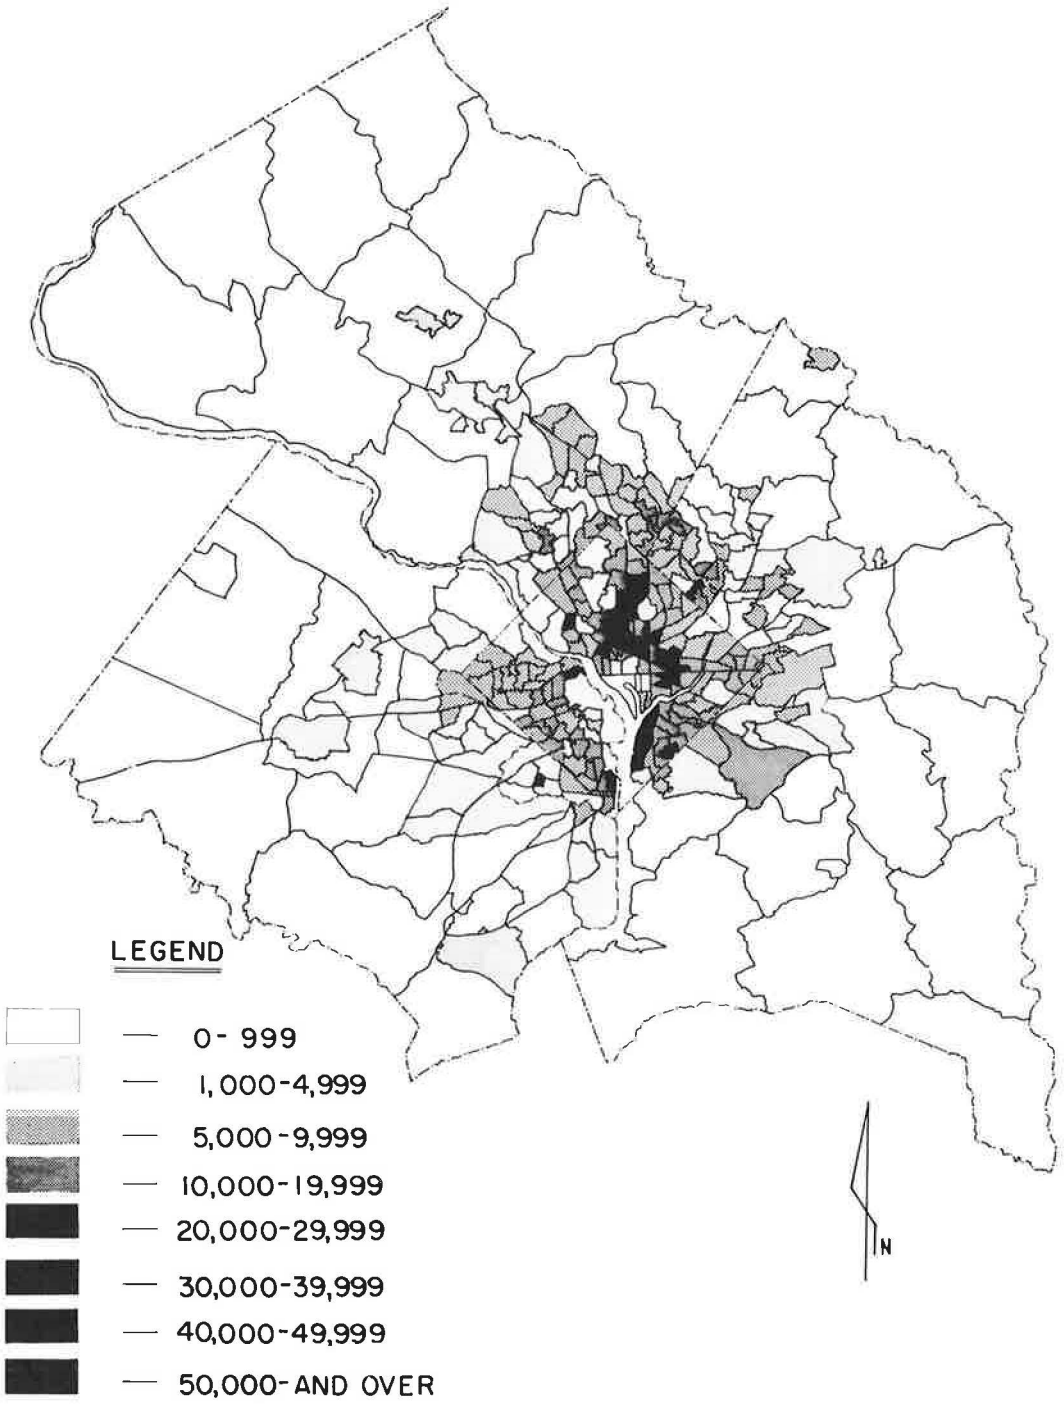 LEGEND
— 0- 999
— 1,000-4,999
— 5,000-9,999
— 10,000-19,999
— 20,000-29,999
— 30,000-39,999
— 40,000-49,999
— 50,000-AND OVER
N